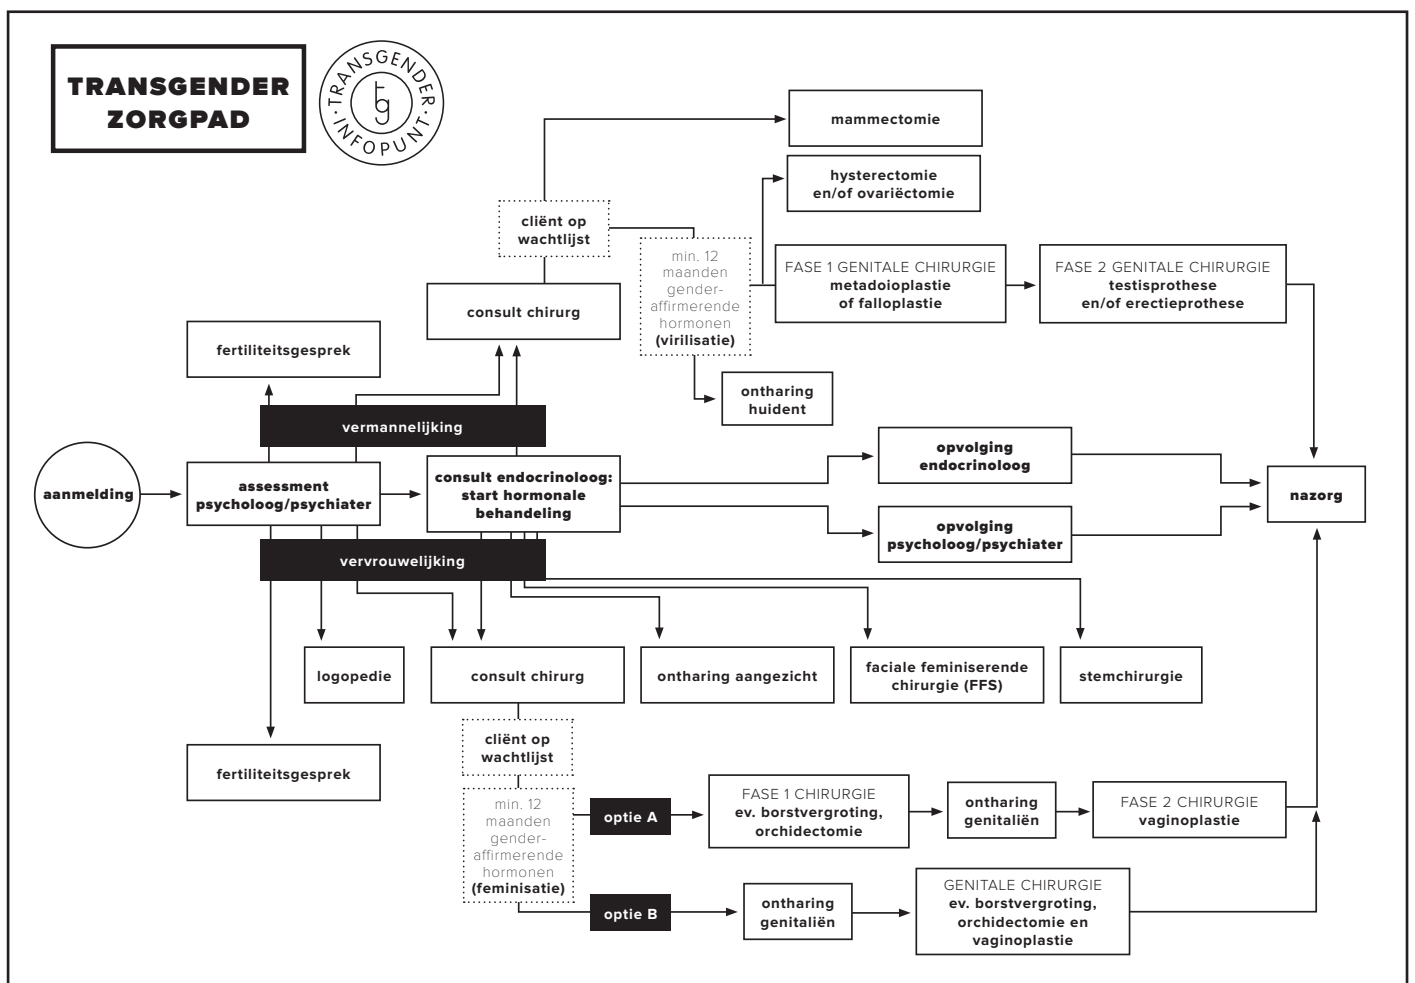 TRANSGENDER
ZORGPAD
· TRANSGENDER ·
INFOPUNT
tg
mammectomie
hysterectomie
en/of ovariëctomie
cliënt op
wachtlijst
min. 12
maanden
gender-
affirmerende
hormonen
(virilisatie)
FASE 1 GENITALE CHIRURGIE
metadoioplastie
of falloplastie
FASE 2 GENITALE CHIRURGIE
testisprothese
en/of erectieprothese
consult chirurg
fertiliteitsgesprek
ontharing
huident
vermannelijking
aanmelding
assessment
psycholoog/psychiater
consult endocrinoloog:
start hormonale
behandeling
opvolging
endocrinoloog
opvolging
psycholoog/psychiater
nazorg
vervrouwelijking
logopedie
consult chirurg
ontharing aangezicht
faciale feminiserende
chirurgie (FFS)
stemchirurgie
fertiliteitsgesprek
cliënt op
wachtlijst
min. 12
maanden
gender-
affirmerende
hormonen
(feminisatie)
optie A
FASE 1 CHIRURGIE
ev. borstvergroting,
orchidectomie
ontharing
genitaliën
FASE 2 CHIRURGIE
vaginoplastie
optie B
ontharing
genitaliën
GENITALE CHIRURGIE
ev. borstvergroting,
orchidectomie en
vaginoplastie